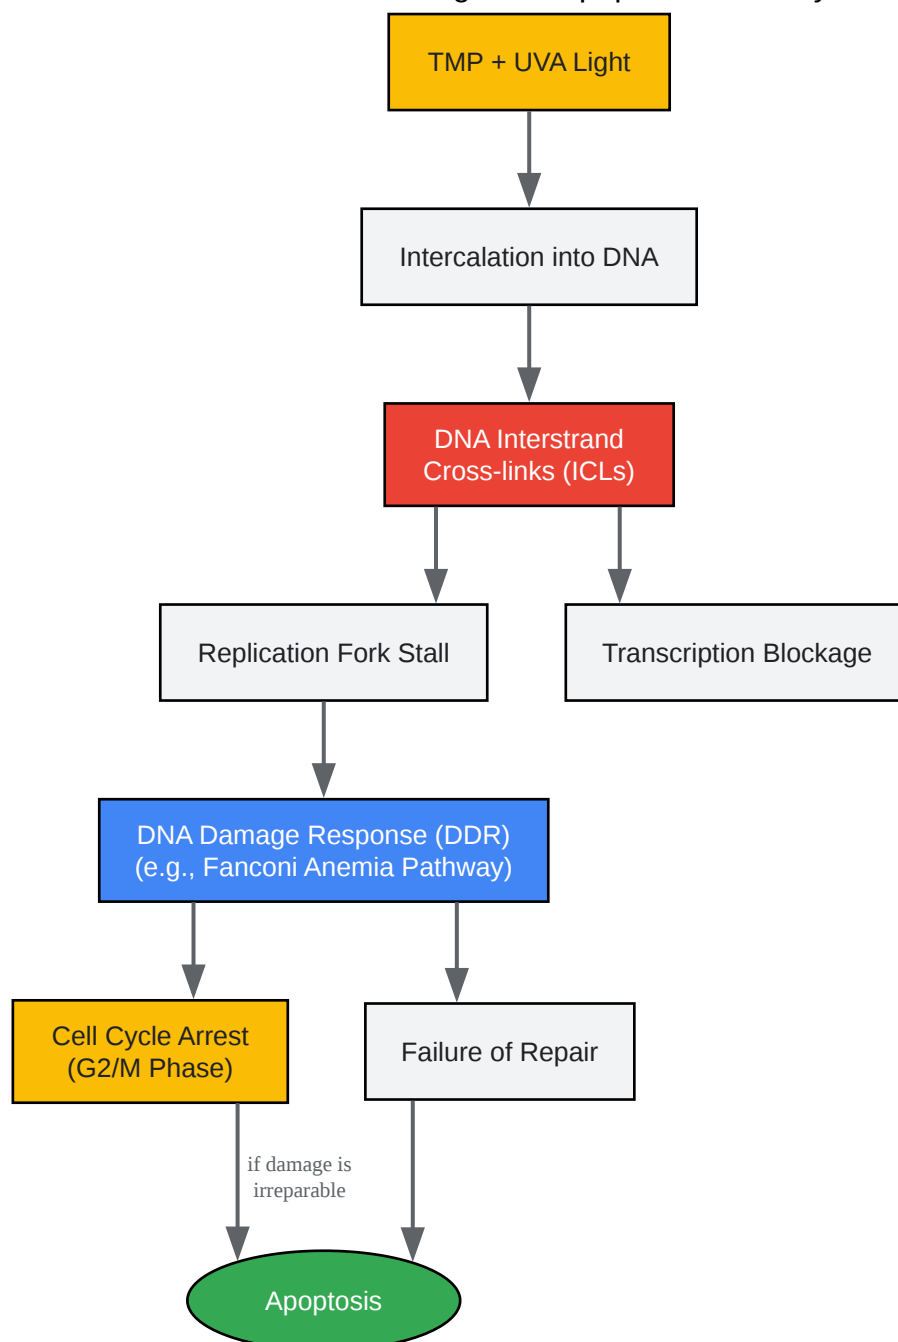 TMP + UVA Light
Intercalation into DNA
DNA Interstrand
Cross-links (ICLs)
Replication Fork Stall
Transcription Blockage
DNA Damage Response (DDR)
(e.g., Fanconi Anemia Pathway)
Cell Cycle Arrest
(G2/M Phase)
Failure of Repair
if damage is
irreparable
Apoptosis